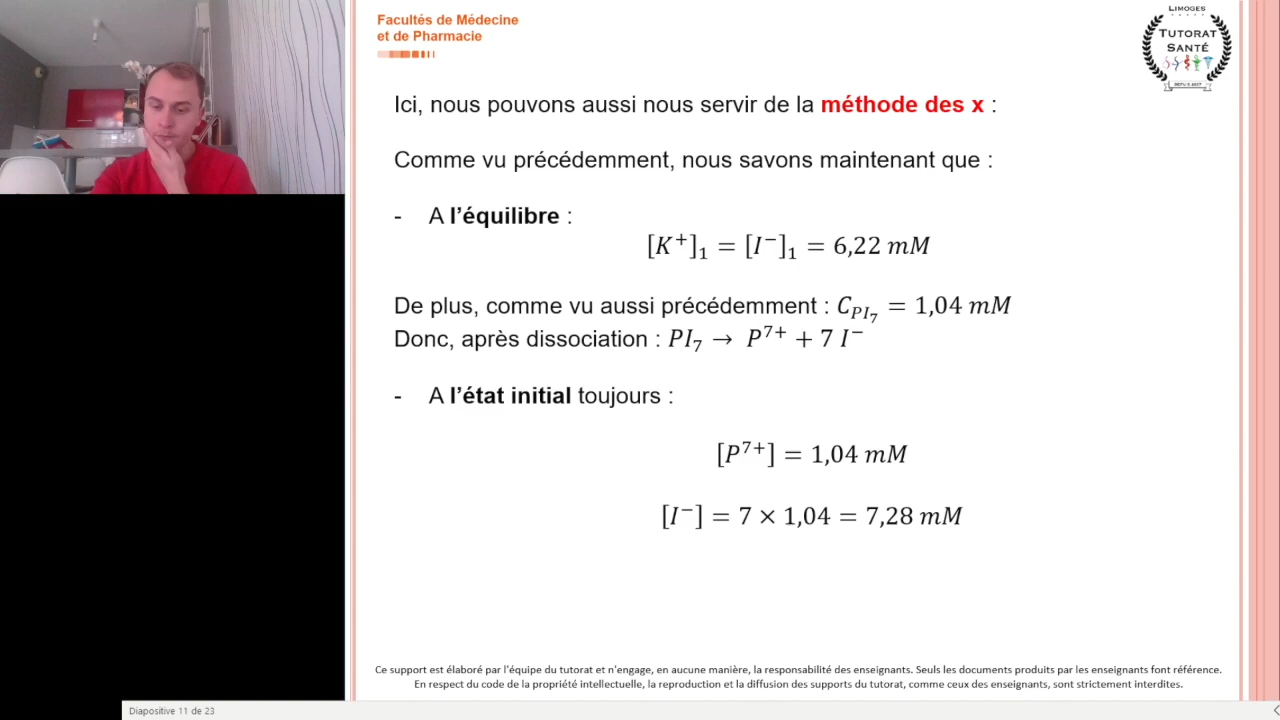 Facultés de Médecine
et de Pharmacie
LIMOGES
TUTORAT
SANTÉ
DEPUIS 2007
Ici, nous pouvons aussi nous servir de la méthode des x :
Comme vu précédemment, nous savons maintenant que :
- A l’équilibre :
[K⁺]₁ = [I⁻]₁ = 6,22 mM
De plus, comme vu aussi précédemment : C_PI₇ = 1,04 mM
Donc, après dissociation : PI₇ → P⁷⁺ + 7 I⁻
- A l’état initial toujours :
[P⁷⁺] = 1,04 mM
[I⁻] = 7 × 1,04 = 7,28 mM
Ce support est élaboré par l'équipe du tutorat et n'engage, en aucune manière, la responsabilité des enseignants. Seuls les documents produits par les enseignants font référence.
En respect du code de la propriété intellectuelle, la reproduction et la diffusion des supports du tutorat, comme ceux des enseignants, sont strictement interdites.
Diapositive 11 de 23